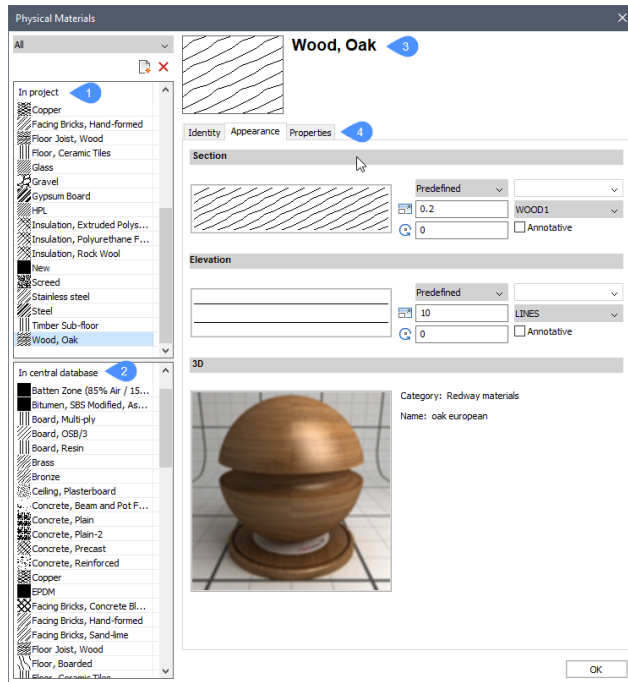 Physical Materials
All
In project 1
Copper
Facing Bricks, Hand-formed
Floor Joist, Wood
Floor, Ceramic Tiles
Glass
Gravel
Gypsum Board
HPL
Insulation, Extruded Polys...
Insulation, Polyurethane F...
Insulation, Rock Wool
New
Screed
Stainless steel
Steel
Timber Sub-floor
Wood, Oak
In central database 2
Batten Zone (85% Air / 15...
Bitumen, SBS Modified, As...
Board, Multi-ply
Board, OSB/3
Board, Resin
Brass
Bronze
Ceiling, Plasterboard
Concrete, Beam and Pot F...
Concrete, Plain
Concrete, Plain-2
Concrete, Precast
Concrete, Reinforced
Copper
EPDM
Facing Bricks, Concrete Bl...
Facing Bricks, Hand-formed
Facing Bricks, Sand-lime
Floor Joist, Wood
Floor, Boarded
Floor, Ceramic Tiles
Wood, Oak 3
Identity Appearance Properties 4
Section
Predefined
0.2 WOOD1
0 Annotative
Elevation
Predefined
10 LINES
0 Annotative
3D
Category: Redway materials
Name: oak european
OK